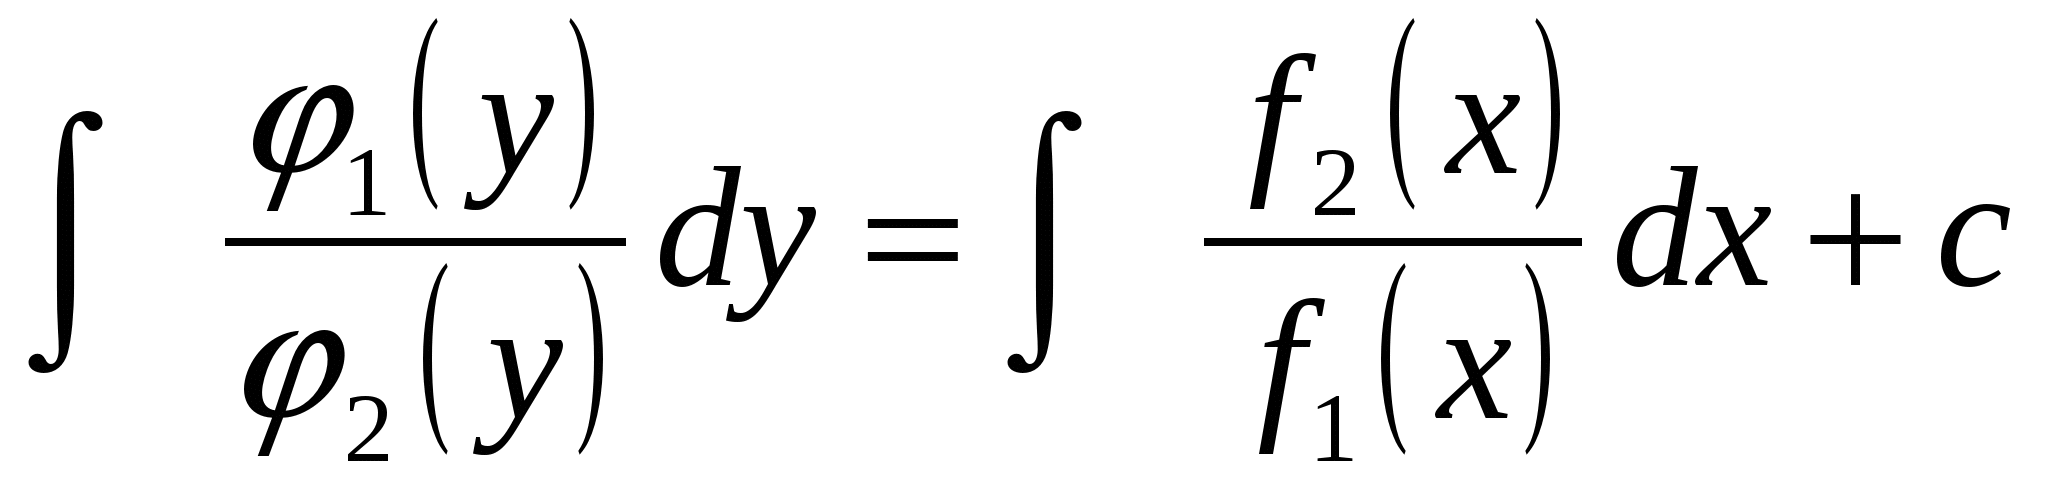 ∫ φ₁(y)/φ₂(y) dy = ∫ f₂(x)/f₁(x) dx + c